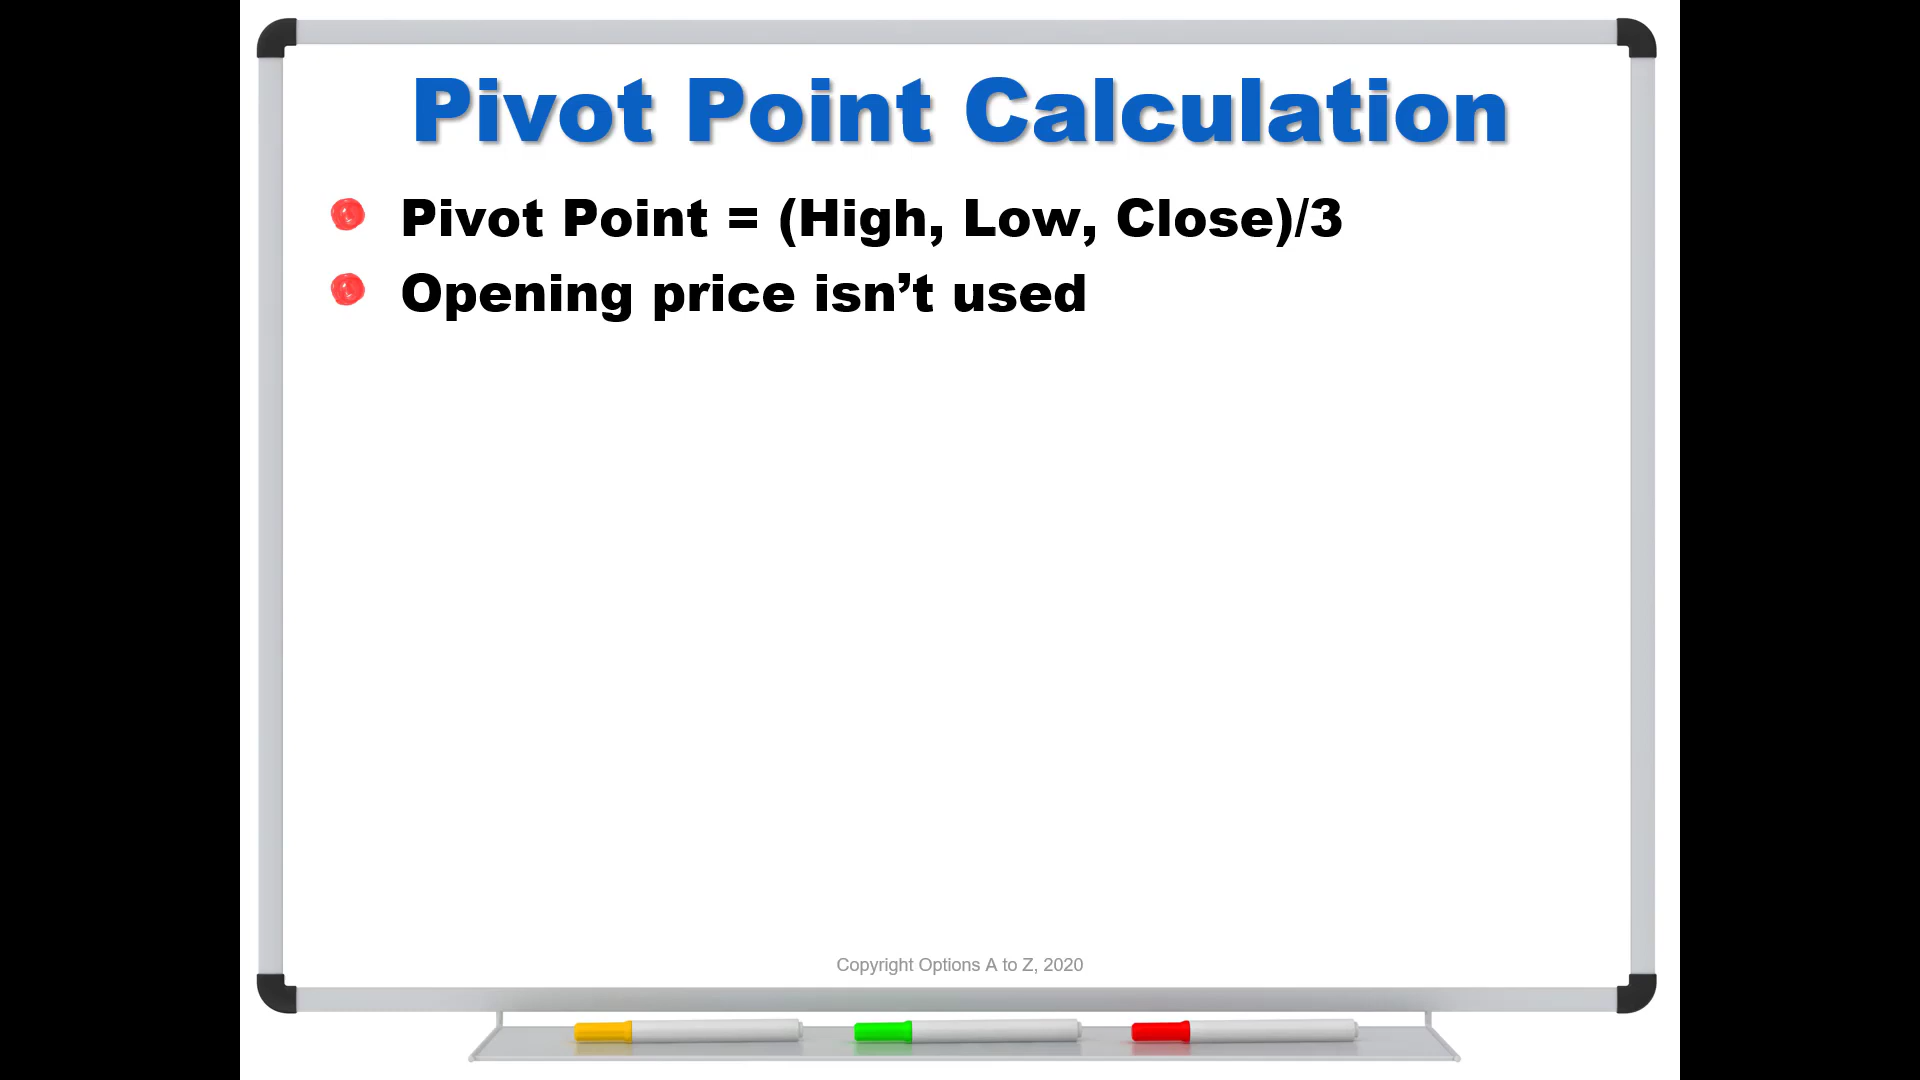 Pivot Point Calculation
Pivot Point = (High, Low, Close)/3
Opening price isn’t used
Copyright Options A to Z, 2020